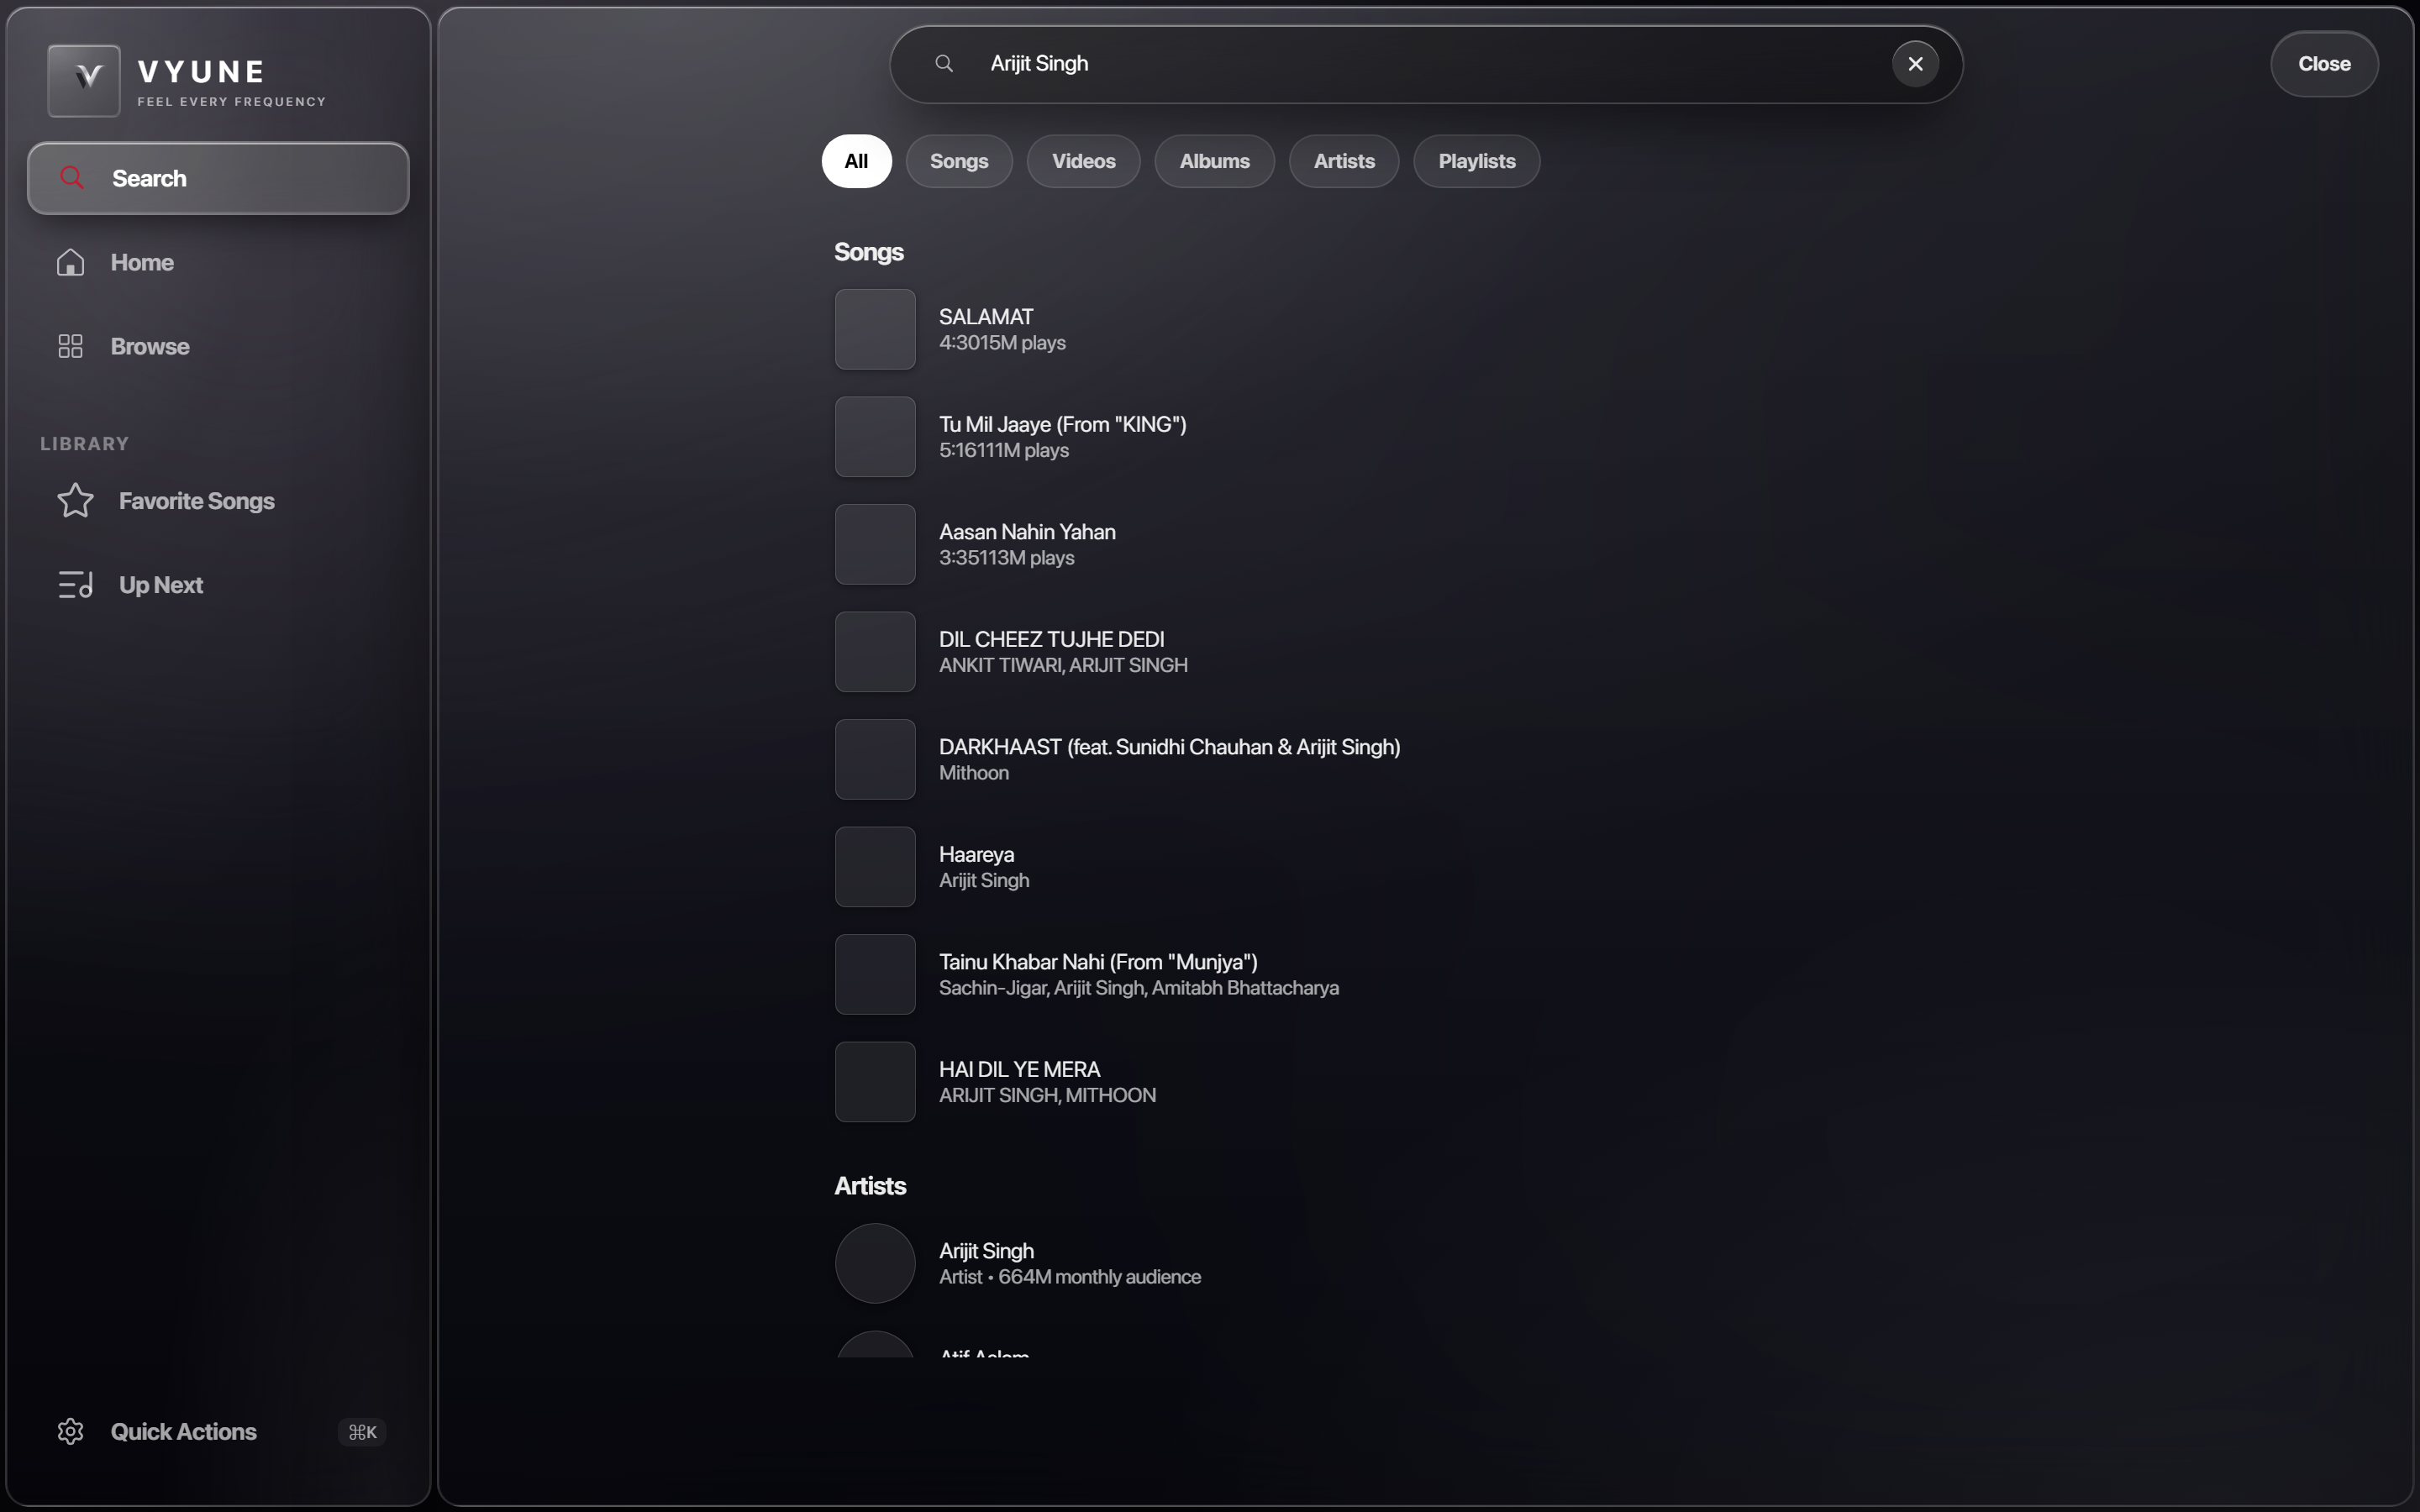 VYUNE
FEEL EVERY FREQUENCY
Search
Home
Browse
LIBRARY
Favorite Songs
Up Next
Quick Actions
⌘K
Arijit Singh
Close
All
Songs
Videos
Albums
Artists
Playlists
Songs
SALAMAT
4:3015M plays
Tu Mil Jaaye (From "KING")
5:16111M plays
Aasan Nahin Yahan
3:35113M plays
DIL CHEEZ TUJHE DEDI
ANKIT TIWARI, ARIJIT SINGH
DARKHAAST (feat. Sunidhi Chauhan & Arijit Singh)
Mithoon
Haareya
Arijit Singh
Tainu Khabar Nahi (From "Munjya")
Sachin-Jigar, Arijit Singh, Amitabh Bhattacharya
HAI DIL YE MERA
ARIJIT SINGH, MITHOON
Artists
Arijit Singh
Artist • 664M monthly audience
Atif Aslam